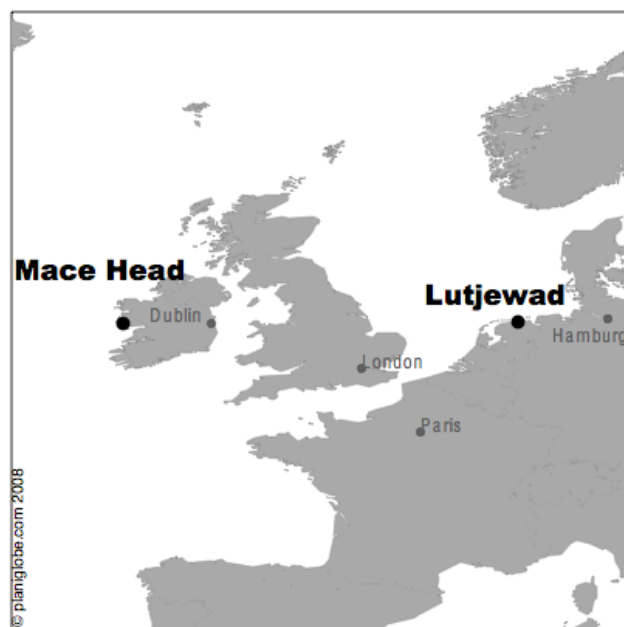 Mace Head
Lutjewad
Dublin
Hamburg
London
Paris
© planiglobe.com 2008